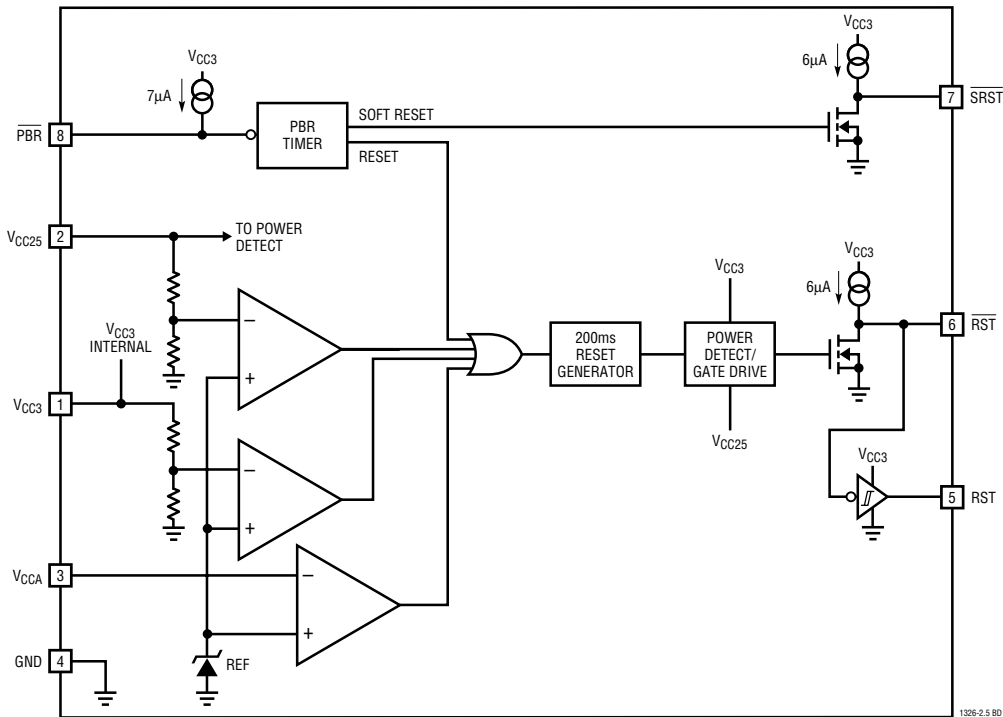 VCC3
7µA
PBR
8
PBR
TIMER
SOFT RESET
RESET
VCC3
6µA
7
SRST
VCC25
2
TO POWER
DETECT
VCC3
INTERNAL
VCC3
1
−
+
−
+
VCCA
3
−
+
GND
4
REF
200ms
RESET
GENERATOR
VCC3
POWER
DETECT/
GATE DRIVE
VCC25
VCC3
6µA
6
RST
VCC3
5
RST
1326-2.5 BD